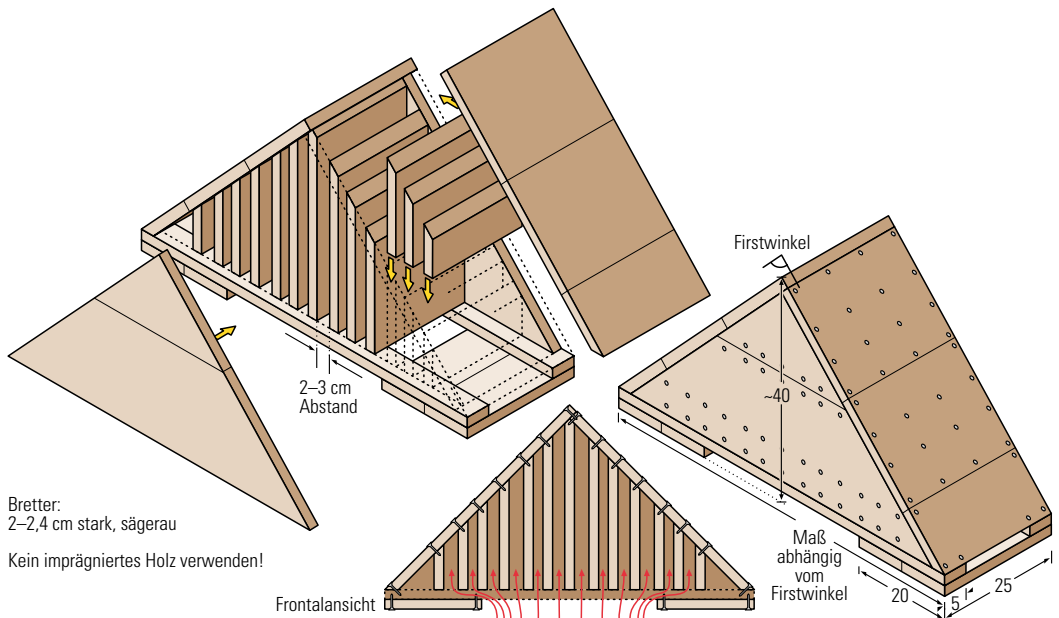 Firstwinkel
2–3 cm
Abstand
~40
Bretter:
2–2,4 cm stark, sägerau
Kein imprägniertes Holz verwenden!
Maß
abhängig
vom
Firstwinkel
20
5
25
Frontalansicht